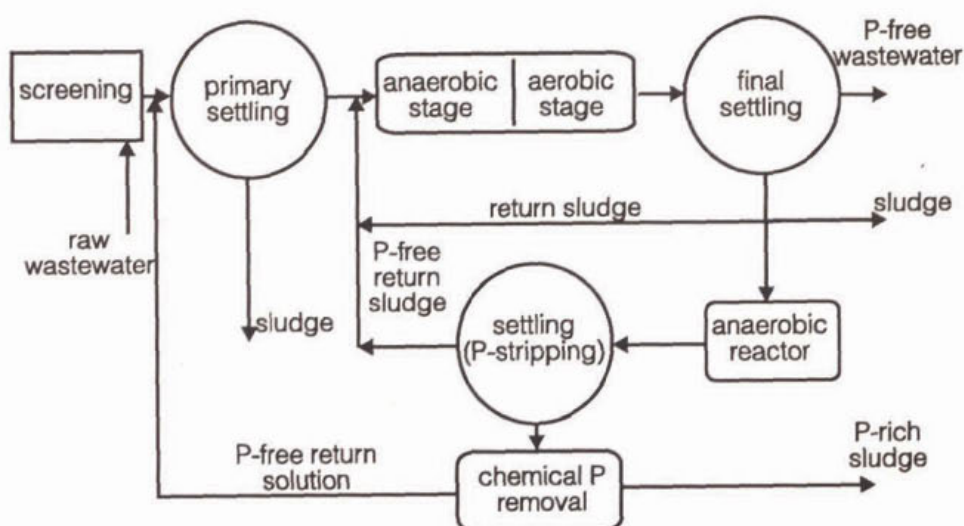 screening
primary
settling
anaerobic
stage
aerobic
stage
final
settling
P-free
wastewater
raw
wastewater
sludge
return sludge
sludge
P-free
return
sludge
settling
(P-stripping)
anaerobic
reactor
P-free return
solution
chemical P
removal
P-rich
sludge